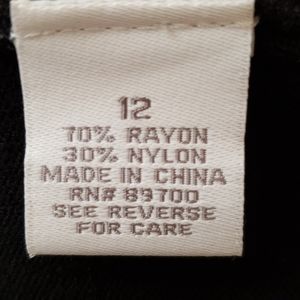 12
70% RAYON
30% NYLON
MADE IN CHINA
RN# 89700
SEE REVERSE
FOR CARE